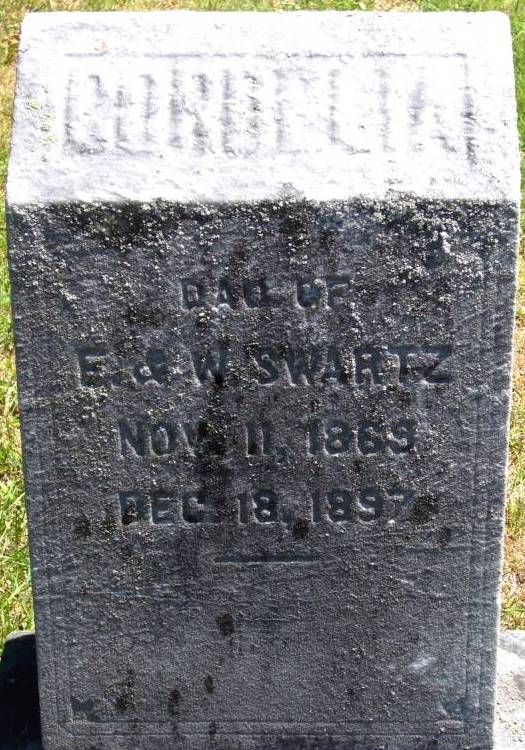 CORDELIA
DAU. OF
E. & W. SWARTZ
NOV. 11, 1869
DEC. 18, 1897